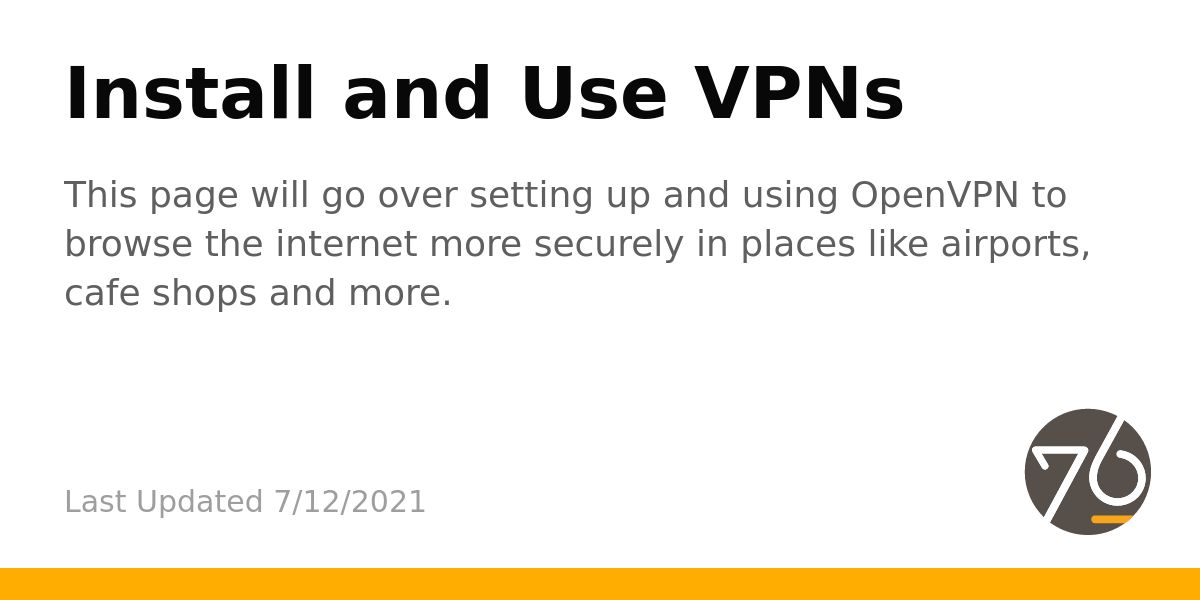 Install and Use VPNs
This page will go over setting up and using OpenVPN to
browse the internet more securely in places like airports,
cafe shops and more.
Last Updated 7/12/2021
76